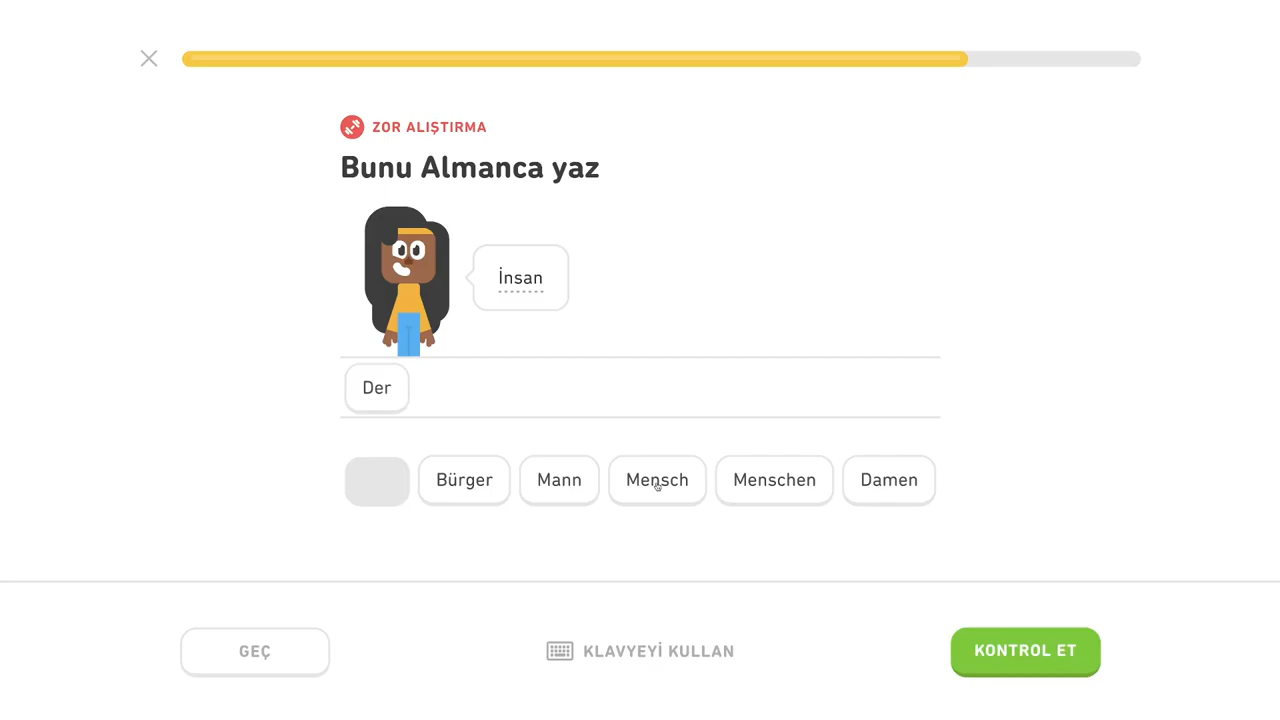 ZOR ALIŞTIRMA
Bunu Almanca yaz
İnsan
Der
Bürger Mann Mensch Menschen Damen
GEÇ KLAVYEYİ KULLAN KONTROL ET